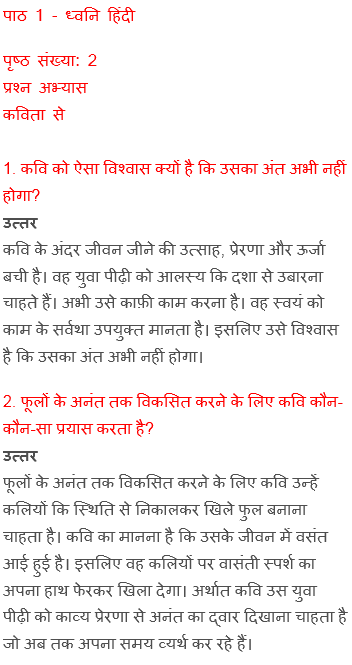 पाठ 1 - ध्वनि हिंदी
पृष्ठ संख्या: 2
प्रश्न अभ्यास
कविता से
1. कवि को ऐसा विश्वास क्यों है कि उसका अंत अभी नहीं
होगा?
उत्तर
कवि के अंदर जीवन जीने की उत्साह, प्रेरणा और ऊर्जा
बची है। वह युवा पीढ़ी को आलस्य कि दशा से उबारना
चाहते हैं। अभी उसे काफ़ी काम करना है। वह स्वयं को
काम के सर्वथा उपयुक्त मानता है। इसलिए उसे विश्वास
है कि उसका अंत अभी नहीं होगा।
2. फूलों के अनंत तक विकसित करने के लिए कवि कौन-
कौन-सा प्रयास करता है?
उत्तर
फूलों के अनंत तक विकसित करने के लिए कवि उन्हें
कलियों कि स्थिति से निकालकर खिले फुल बनाना
चाहता है। कवि का मानना है कि उसके जीवन में वसंत
आई हुई है। इसलिए वह कलियों पर वासंती स्पर्श का
अपना हाथ फेरकर खिला देगा। अर्थात कवि उस युवा
पीढ़ी को काव्य प्रेरणा से अनंत का द्वार दिखाना चाहता है
जो अब तक अपना समय व्यर्थ कर रहे हैं।